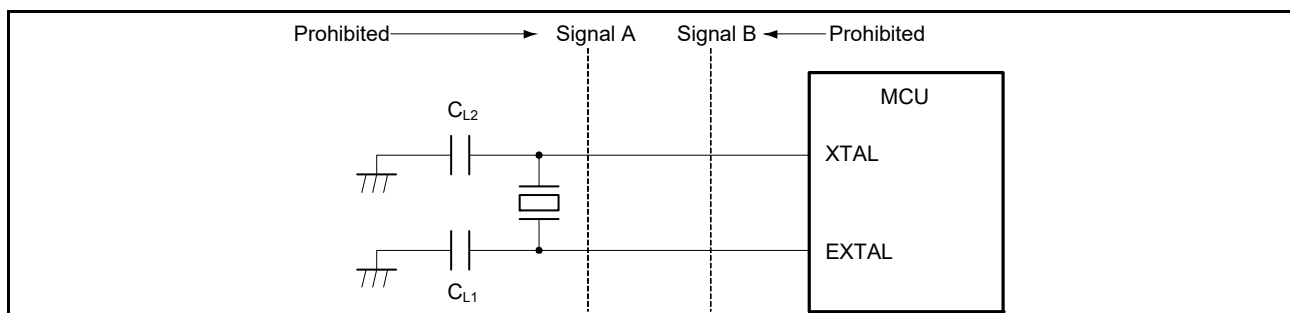 Prohibited Signal A Signal B Prohibited
MCU
CL2
XTAL
EXTAL
CL1